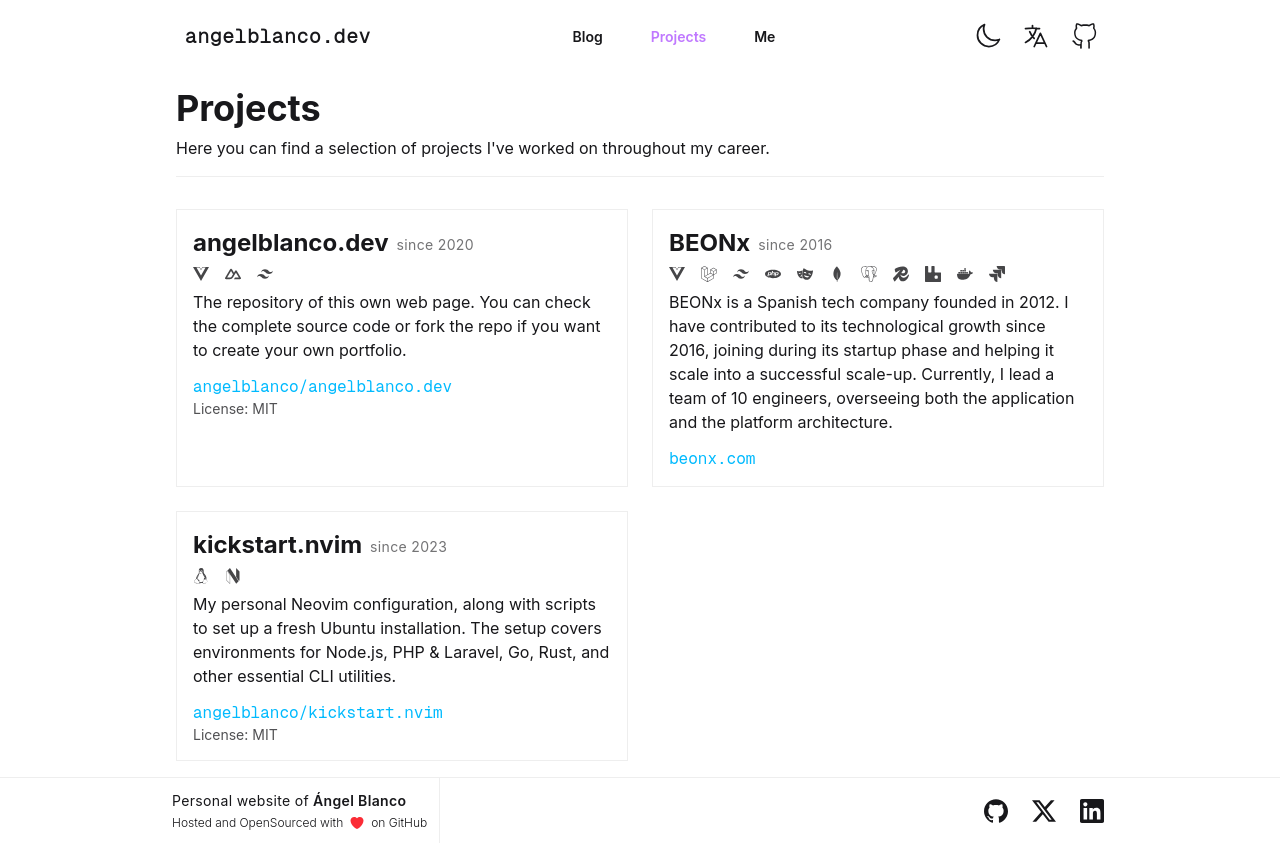 angelblanco.dev
Blog
Projects
Me
Projects
Here you can find a selection of projects I've worked on throughout my career.
angelblanco.dev since 2020
The repository of this own web page. You can check
the complete source code or fork the repo if you want
to create your own portfolio.
angelblanco/angelblanco.dev
License: MIT
BEONx since 2016
php
BEONx is a Spanish tech company founded in 2012. I
have contributed to its technological growth since
2016, joining during its startup phase and helping it
scale into a successful scale-up. Currently, I lead a
team of 10 engineers, overseeing both the application
and the platform architecture.
beonx.com
kickstart.nvim since 2023
My personal Neovim configuration, along with scripts
to set up a fresh Ubuntu installation. The setup covers
environments for Node.js, PHP & Laravel, Go, Rust, and
other essential CLI utilities.
angelblanco/kickstart.nvim
License: MIT
Personal website of Ángel Blanco
Hosted and OpenSourced with ❤️ on GitHub